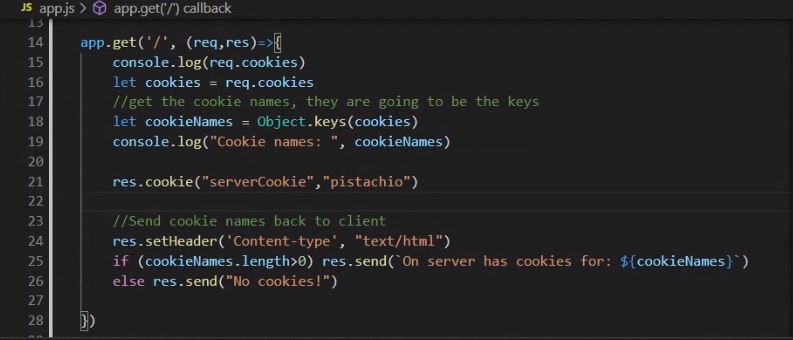 JS app.js > app.get('/') callback
13
14 app.get('/', (req,res)=>{
15 console.log(req.cookies)
16 let cookies = req.cookies
17 //get the cookie names, they are going to be the keys
18 let cookieNames = Object.keys(cookies)
19 console.log("Cookie names: ", cookieNames)
20
21 res.cookie("serverCookie","pistachio")
22
23 //Send cookie names back to client
24 res.setHeader('Content-type', "text/html")
25 if (cookieNames.length>0) res.send(`On server has cookies for: ${cookieNames}`)
26 else res.send("No cookies!")
27
28 })